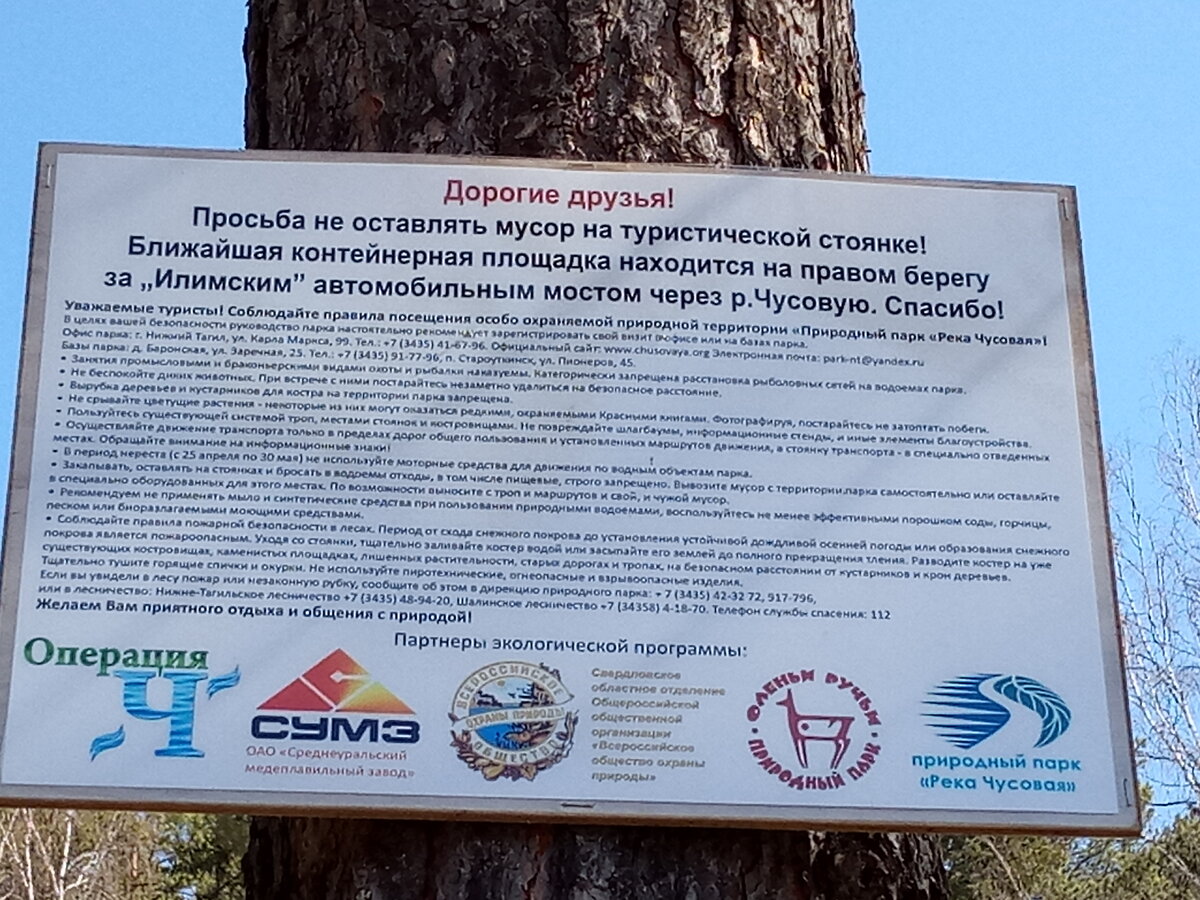 Дорогие друзья!
Просьба не оставлять мусор на туристической стоянке!
Ближайшая контейнерная площадка находится на правом берегу
за „Илимским” автомобильным мостом через р.Чусовую. Спасибо!
Уважаемые туристы! Соблюдайте правила посещения особо охраняемой природной территории «Природный парк «Река Чусовая»!
В целях вашей безопасности руководство парка настоятельно рекомендует зарегистрировать свой визит в офисе или на базах парка.
Офис парка: г. Нижний Тагил, ул. Карла Маркса, 99. Тел.: +7 (3435) 41-67-96. Официальный сайт: www.chusovaya.org Электронная почта: park-nt@yandex.ru
Базы парка: д. Баронская, ул. Заречная, 25. Тел.: +7 (3435) 91-77-96, п. Староуткинск, ул. Пионеров, 45.
• Занятия промысловыми и браконьерскими видами охоты и рыбалки наказуемы. Категорически запрещена расстановка рыболовных сетей на водоемах парка.
• Не беспокойте диких животных. При встрече с ними постарайтесь незаметно удалиться на безопасное расстояние.
• Вырубка деревьев и кустарников для костра на территории парка запрещена.
• Не срывайте цветущие растения - некоторые из них могут оказаться редкими, охраняемыми Красными книгами. Фотографируя, постарайтесь не затоптать побеги.
• Пользуйтесь существующей системой троп, местами стоянок и костровищами. Не повреждайте шлагбаумы, информационные стенды, и иные элементы благоустройства.
• Осуществляйте движение транспорта только в пределах дорог общего пользования и установленных маршрутов движения, а стоянку транспорта - в специально отведенных
местах. Обращайте внимание на информационные знаки!
• В период нереста (с 25 апреля по 30 мая) не используйте моторные средства для движения по водным объектам парка.
• Закапывать, оставлять на стоянках и бросать в водоемы отходы, в том числе пищевые, строго запрещено. Вывозите мусор с территории парка самостоятельно или оставляйте
в специально оборудованных для этого местах. По возможности выносите с троп и маршрутов и свой, и чужой мусор.
• Рекомендуем не применять мыло и синтетические средства при пользовании природными водоемами, воспользуйтесь не менее эффективными порошком соды, горчицы,
песком или биоразлагаемыми моющими средствами.
• Соблюдайте правила пожарной безопасности в лесах. Период от схода снежного покрова до установления устойчивой дождливой осенней погоды или образования снежного
покрова является пожароопасным. Уходя со стоянки, тщательно заливайте костер водой или засыпайте его землей до полного прекращения тления. Разводите костер на уже
существующих костровищах, каменистых площадках, лишенных растительности, старых дорогах и тропах, на безопасном расстоянии от кустарников и крон деревьев.
Тщательно тушите горящие спички и окурки. Не используйте пиротехнические, огнеопасные и взрывоопасные изделия.
Если вы увидели в лесу пожар или незаконную рубку, сообщите об этом в дирекцию природного парка: + 7 (3435) 42-32 72, 917-796,
или в лесничество: Нижне-Тагильское лесничество +7 (3435) 48-94-20, Шалинское лесничество +7 (34358) 4-18-70. Телефон службы спасения: 112
Желаем Вам приятного отдыха и общения с природой!
Партнеры экологической программы:
Операция
Ч
СУМЗ
ОАО «Среднеуральский
медеплавильный завод»
ВСЕРОССИЙСКОЕ
ОХРАНЫ ПРИРОДЫ
ОБЩЕСТВО
Свердловское
областное отделение
Общероссийской
общественной
организации
«Всероссийское
общество охраны
природы»
ОЛЕНЬИ РУЧЬИ
• ПРИРОДНЫЙ ПАРК •
природный парк
«Река Чусовая»